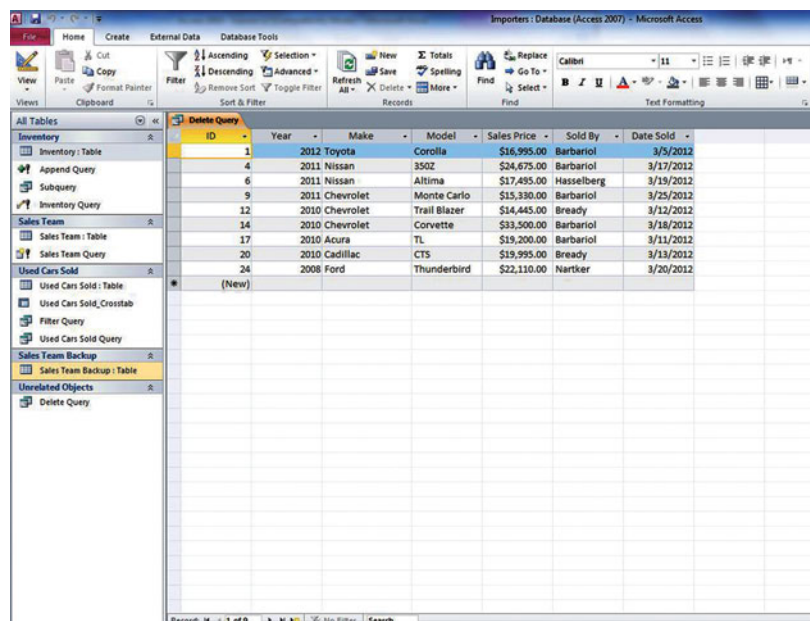 Importers : Database (Access 2007) - Microsoft Access
File Home Create External Data Database Tools
View Paste Cut Copy Format Painter Filter Ascending Descending Remove Sort Selection Advanced Toggle Filter Refresh All New Save Delete Totals Spelling More Find Replace Go To Select Calibri 11 B I U A
Views Clipboard Sort & Filter Records Find Text Formatting
All Tables
Inventory
Inventory : Table
Append Query
Subquery
Inventory Query
Sales Team
Sales Team : Table
Sales Team Query
Used Cars Sold
Used Cars Sold : Table
Used Cars Sold_Crosstab
Filter Query
Used Cars Sold Query
Sales Team Backup
Sales Team Backup : Table
Unrelated Objects
Delete Query
Delete Query
ID Year Make Model Sales Price Sold By Date Sold
1 2012 Toyota Corolla $16,995.00 Barbariol 3/5/2012
4 2011 Nissan 350Z $24,675.00 Barbariol 3/17/2012
6 2011 Nissan Altima $17,495.00 Hasselberg 3/19/2012
9 2011 Chevrolet Monte Carlo $15,330.00 Barbariol 3/25/2012
12 2010 Chevrolet Trail Blazer $14,445.00 Bready 3/12/2012
14 2010 Chevrolet Corvette $33,500.00 Barbariol 3/18/2012
17 2010 Acura TL $19,200.00 Barbariol 3/11/2012
20 2010 Cadillac CTS $19,995.00 Bready 3/13/2012
24 2008 Ford Thunderbird $22,110.00 Nartker 3/20/2012
(New)
Record: 1 of 9 No Filter Search